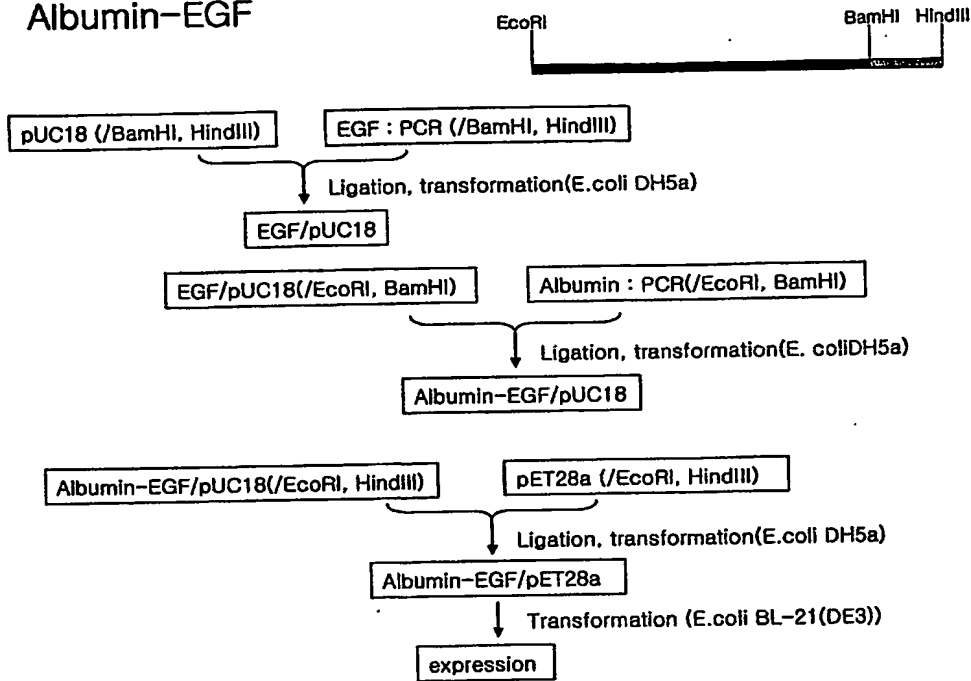 Albumin-EGF
EcoRI
BamHI HindIII
pUC18 (/BamHI, HindIII)
EGF : PCR (/BamHI, HindIII)
Ligation, transformation(E.coli DH5a)
EGF/pUC18
EGF/pUC18(/EcoRI, BamHI)
Albumin : PCR(/EcoRI, BamHI)
Ligation, transformation(E. coliDH5a)
Albumin-EGF/pUC18
Albumin-EGF/pUC18(/EcoRI, HindIII)
pET28a (/EcoRI, HindIII)
Ligation, transformation(E.coli DH5a)
Albumin-EGF/pET28a
Transformation (E.coli BL-21(DE3))
expression